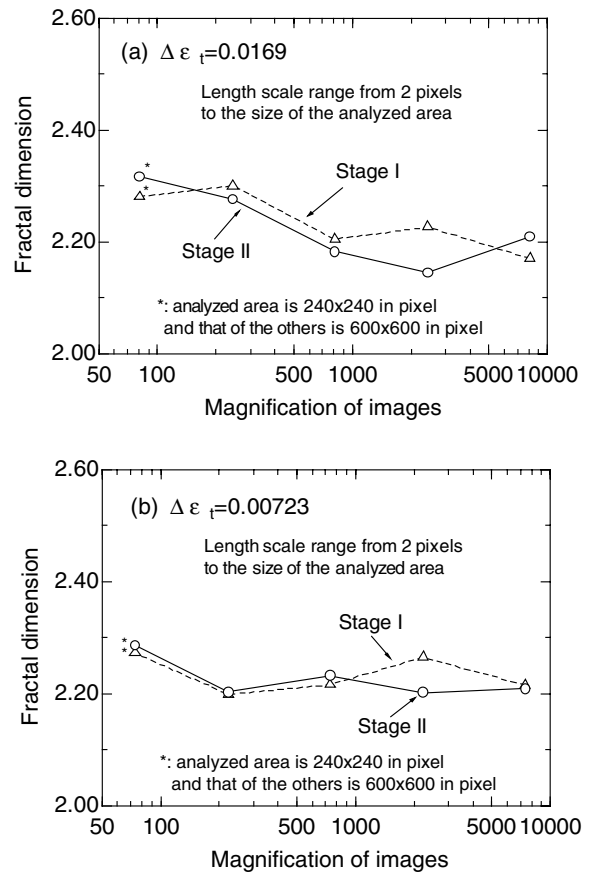 2.60
(a) Δ ε t=0.0169
Length scale range from 2 pixels
to the size of the analyzed area
2.40
Fractal dimension
*
*
Stage I
2.20
Stage II
*: analyzed area is 240x240 in pixel
and that of the others is 600x600 in pixel
2.00
50 100 500 1000 5000 10000
Magnification of images
2.60
(b) Δ ε t=0.00723
Length scale range from 2 pixels
to the size of the analyzed area
2.40
Fractal dimension
Stage I
*
*
2.20
Stage II
*: analyzed area is 240x240 in pixel
and that of the others is 600x600 in pixel
2.00
50 100 500 1000 5000 10000
Magnification of images